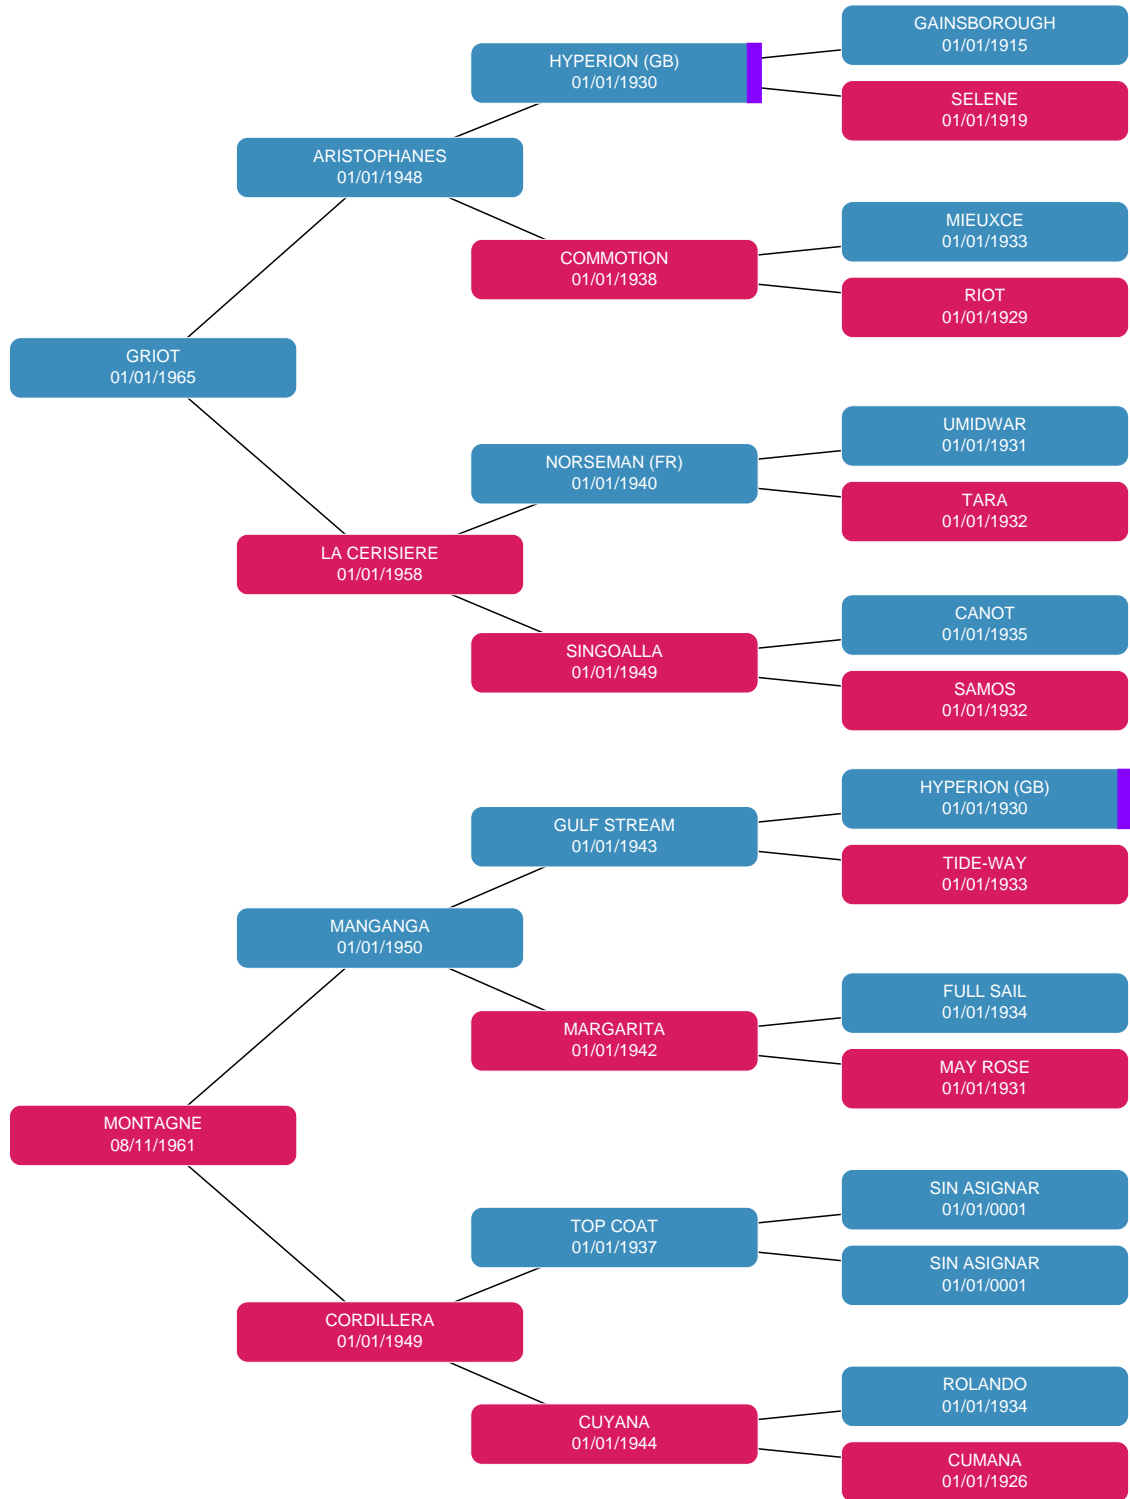 GAINSBOROUGH
01/01/1915
HYPERION (GB)
01/01/1930
SELENE
01/01/1919
ARISTOPHANES
01/01/1948
MIEUXCE
01/01/1933
COMMOTION
01/01/1938
RIOT
01/01/1929
GRIOT
01/01/1965
UMIDWAR
01/01/1931
NORSEMAN (FR)
01/01/1940
TARA
01/01/1932
LA CERISIERE
01/01/1958
CANOT
01/01/1935
SINGOALLA
01/01/1949
SAMOS
01/01/1932
HYPERION (GB)
01/01/1930
GULF STREAM
01/01/1943
TIDE-WAY
01/01/1933
MANGANGA
01/01/1950
FULL SAIL
01/01/1934
MARGARITA
01/01/1942
MAY ROSE
01/01/1931
MONTAGNE
08/11/1961
SIN ASIGNAR
01/01/0001
TOP COAT
01/01/1937
SIN ASIGNAR
01/01/0001
CORDILLERA
01/01/1949
ROLANDO
01/01/1934
CUYANA
01/01/1944
CUMANA
01/01/1926